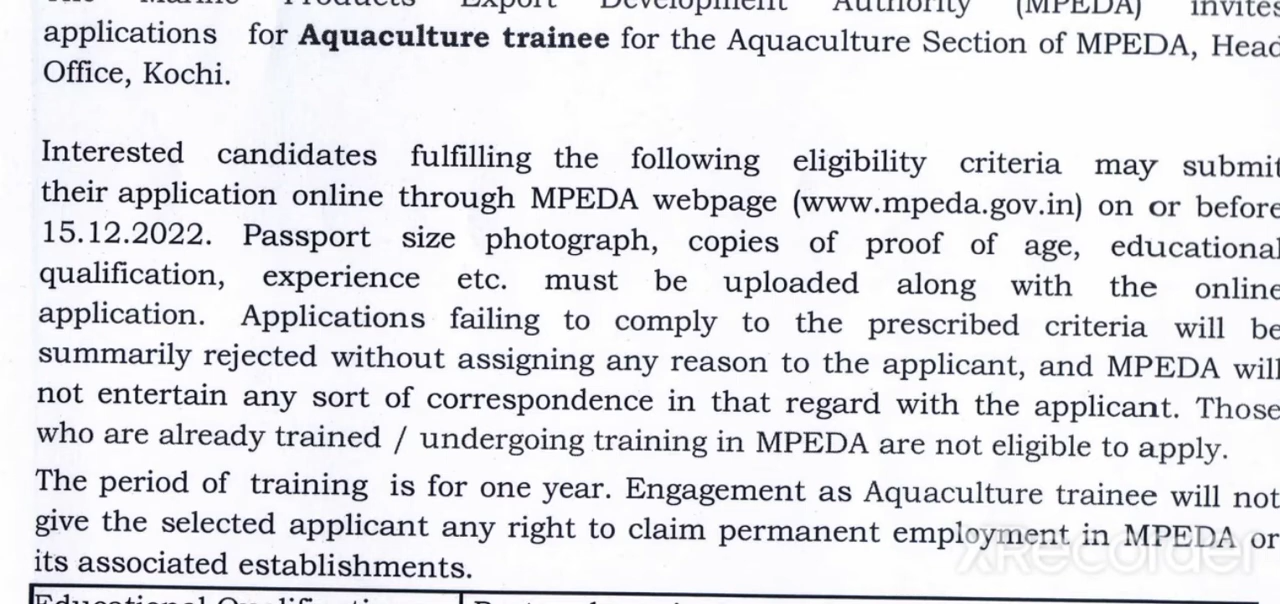 The Marine Products Export Development Authority (MPEDA) invites
applications for Aquaculture trainee for the Aquaculture Section of MPEDA, Head
Office, Kochi.
Interested candidates fulfilling the following eligibility criteria may submit
their application online through MPEDA webpage (www.mpeda.gov.in) on or before
15.12.2022. Passport size photograph, copies of proof of age, educational
qualification, experience etc. must be uploaded along with the online
application. Applications failing to comply to the prescribed criteria will be
summarily rejected without assigning any reason to the applicant, and MPEDA will
not entertain any sort of correspondence in that regard with the applicant. Those
who are already trained / undergoing training in MPEDA are not eligible to apply.
The period of training is for one year. Engagement as Aquaculture trainee will not
give the selected applicant any right to claim permanent employment in MPEDA or
its associated establishments.
XRecorder
Educational Qualification